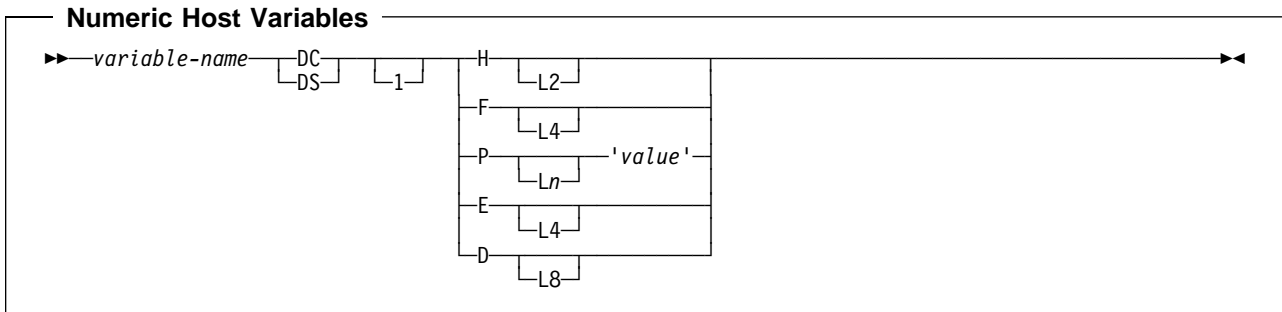 Numeric Host Variables
variable-name DC H
DS 1 L2
F
L4
P 'value'
Ln
E
L4
D
L8